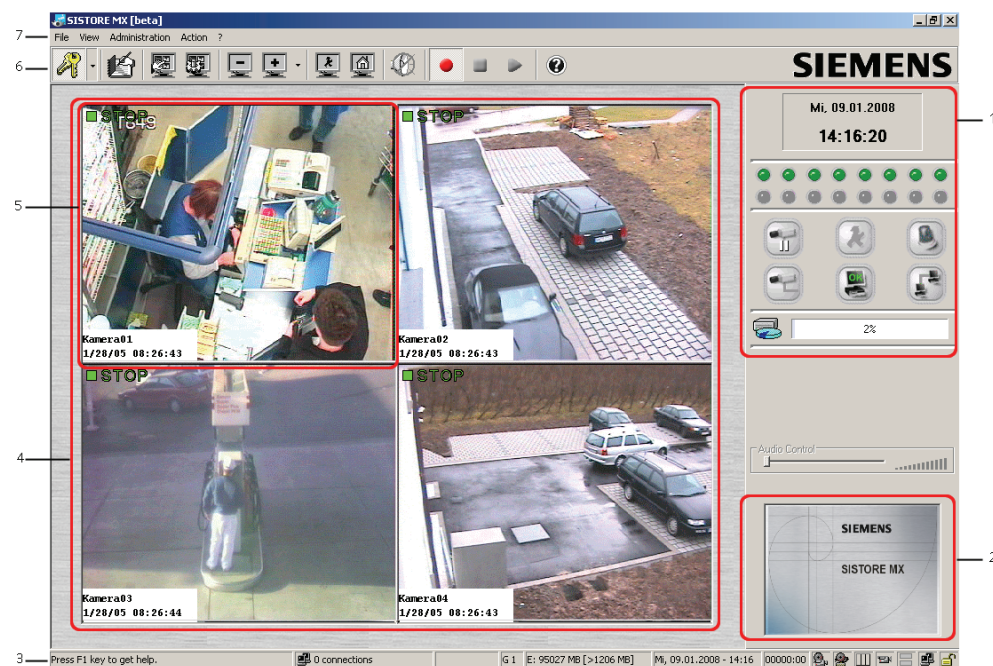 SISTORE MX [beta]
7
File View Administration Action ?
6
SIEMENS
1
Mi, 09.01.2008
14:16:20
5
STOP
1649
Kamera01
1/28/05 08:26:43
STOP
Kamera02
1/28/05 08:26:43
2%
4
STOP
Kamera03
1/28/05 08:26:44
STOP
Kamera04
1/28/05 08:26:43
Audio Control
2
SIEMENS
SISTORE MX
3
Press F1 key to get help.
0 connections
G 1
E: 95027 MB [>1206 MB]
Mi, 09.01.2008 - 14:16
00000:00
OK